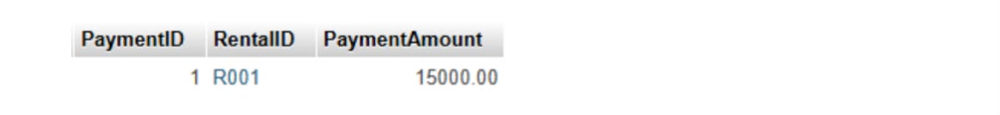 PaymentID RentalID PaymentAmount
1 R001 15000.00